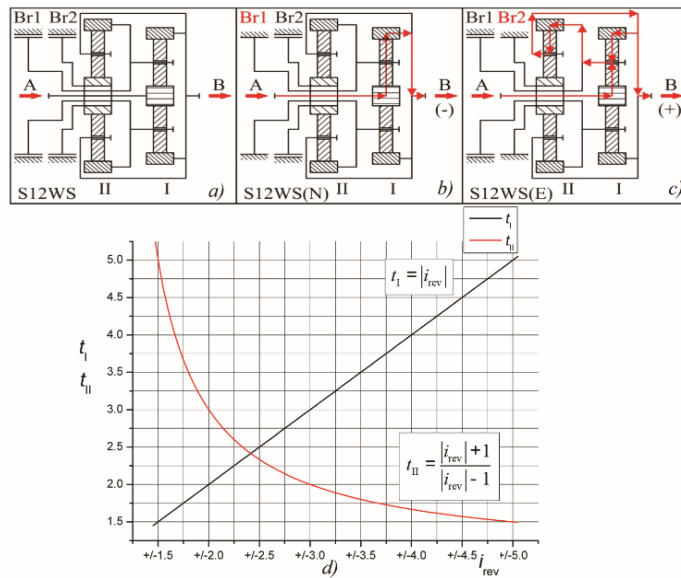 Br1 Br2
A
B
S12WS
II
I
a)
Br1 Br2
A
B
(-)
S12WS(N)
II
I
b)
Br1 Br2
A
B
(+)
S12WS(E)
II
I
c)
t_I
t_II
t_I = |i_rev|
t_II = (|i_rev| + 1) / (|i_rev| - 1)
5.0
4.5
4.0
3.5
3.0
2.5
2.0
1.5
t_I
t_II
+/-1.5 +/-2.0 +/-2.5 +/-3.0 +/-3.5 +/-4.0 +/-4.5 +/-5.0
d)
i_rev